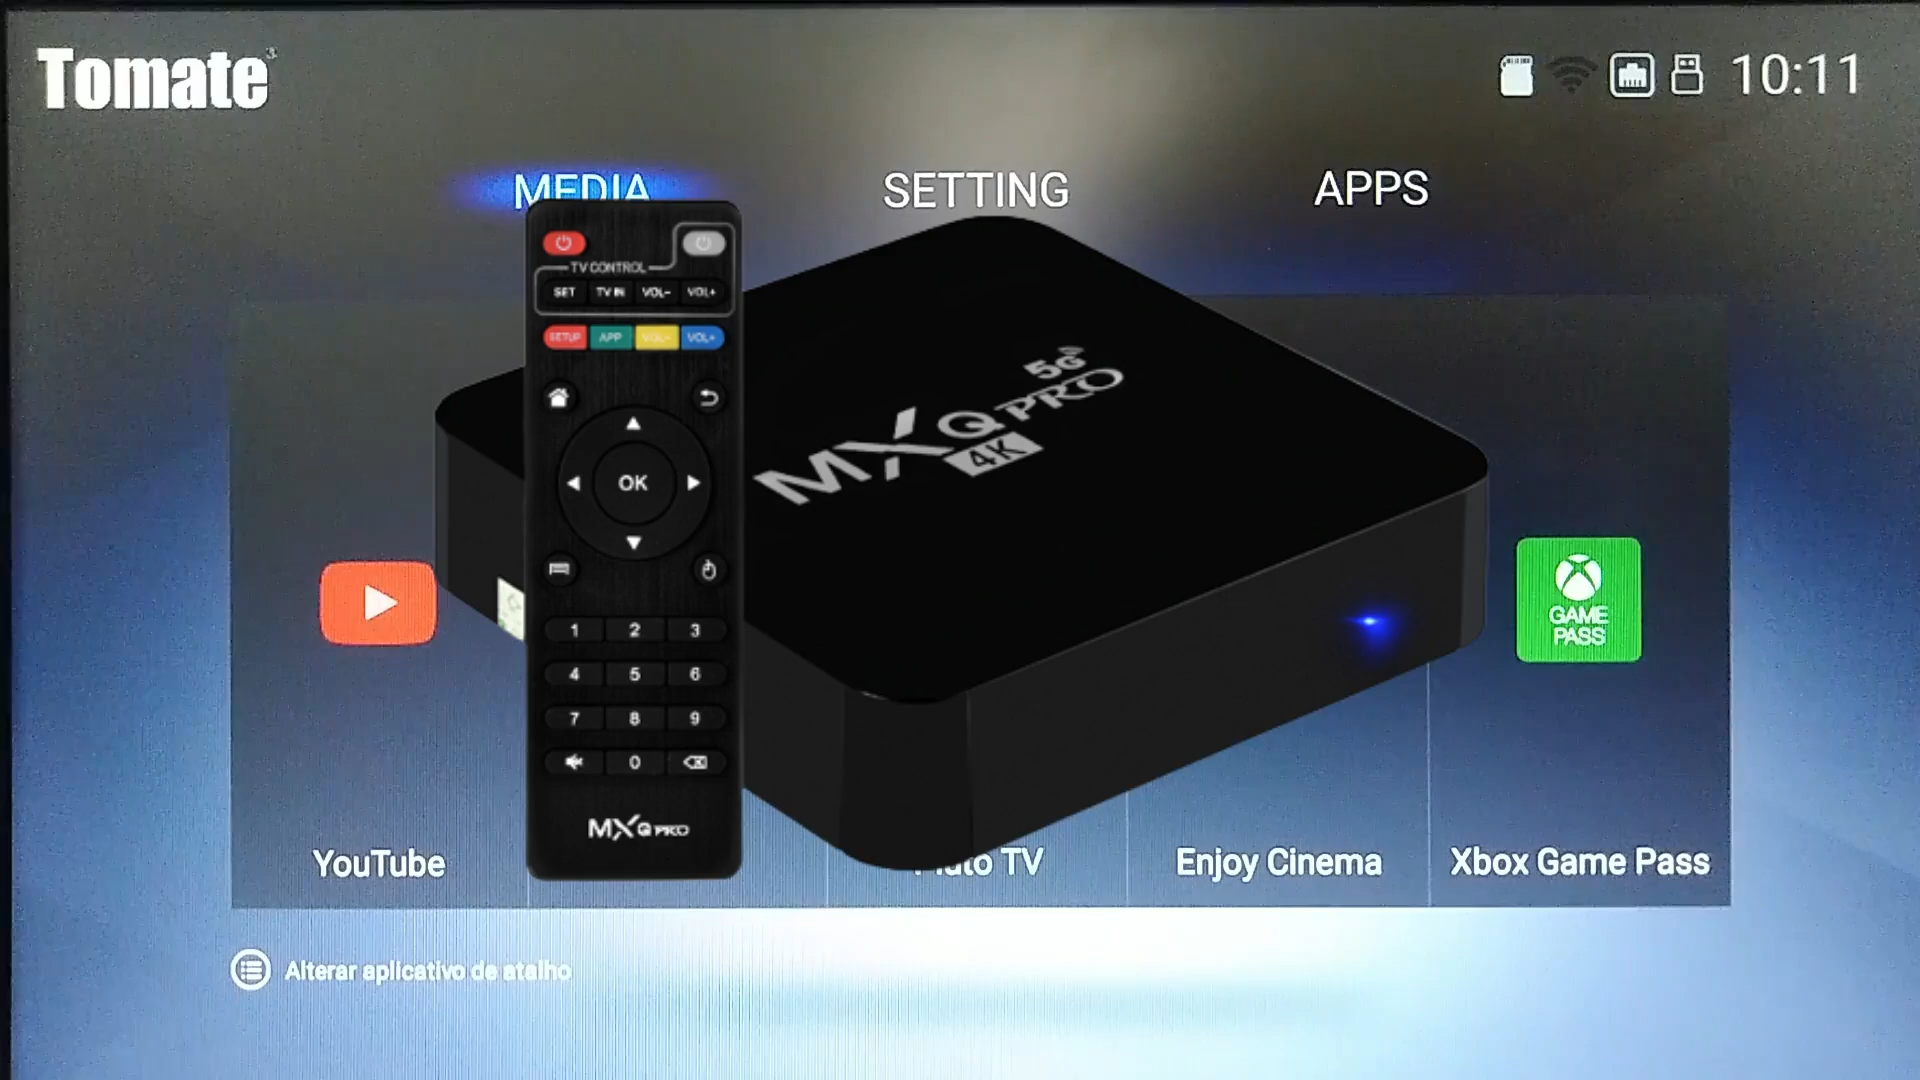 Tomate
10:11
MEDIA
SETTING
APPS
TV CONTROL
SET TV IN VOL- VOL+
SETUP APP VOL- VOL+
OK
1 2 3
4 5 6
7 8 9
0
MXQ PRO
MXQ PRO 5G
4K
GAME PASS
YouTube
TV
Enjoy Cinema
Xbox Game Pass
Alterar aplicativo de atalho